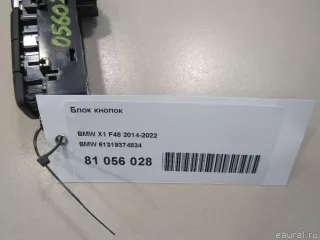 Блок кнопок
BMW X1 F48 2014-2022
BMW 61319374834
81 056 028
© eaural.ru